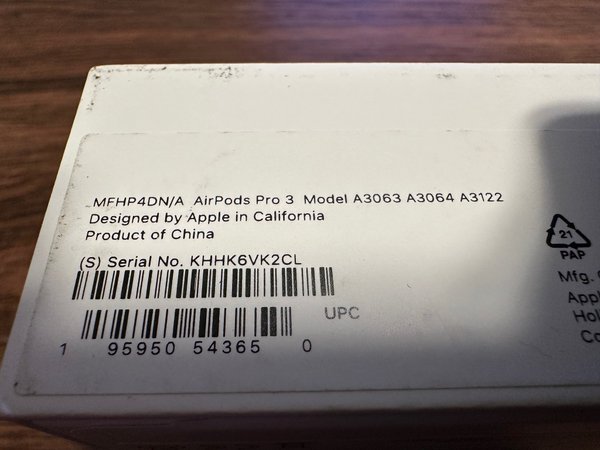 MFHP4DN/A AirPods Pro 3 Model A3063 A3064 A3122
Designed by Apple in California
Product of China
(S) Serial No. KHHK6VK2CL
UPC
1 95950 54365 0
21
PAP
Mfg.